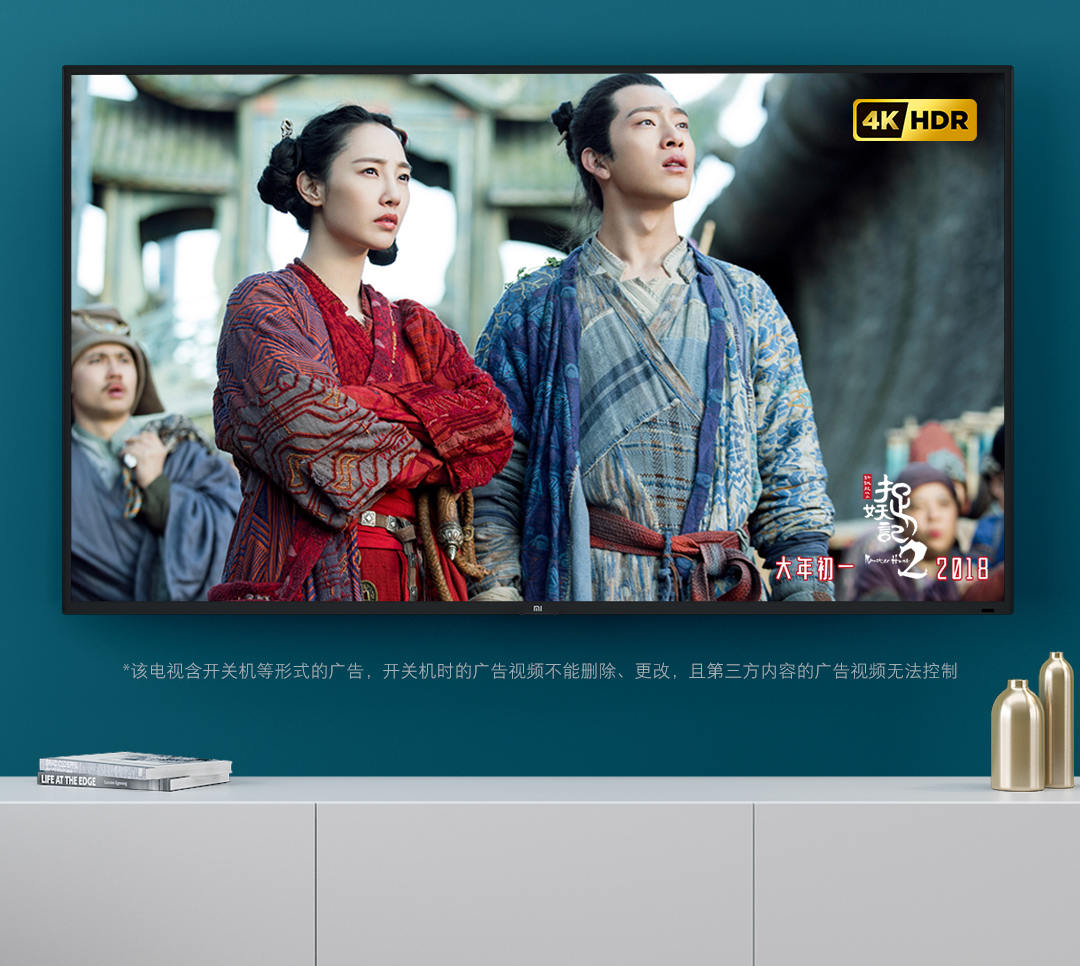 4K HDR
捉妖記2
Monster Hunt
大年初一
2018
MI
*该电视含开关机等形式的广告，开关机时的广告视频不能删除、更改，且第三方内容的广告视频无法控制
LIFE AT THE EDGE